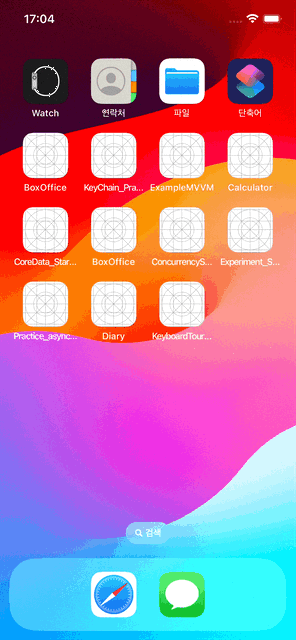 17:04
Watch
연락처
파일
단축어
BoxOffice
KeyChain_Pra...
ExampleMVVM
Calculator
CoreData_Star...
BoxOffice
ConcurrencyS...
Experiment_S...
Practice_async...
Diary
KeyboardTour...
검색